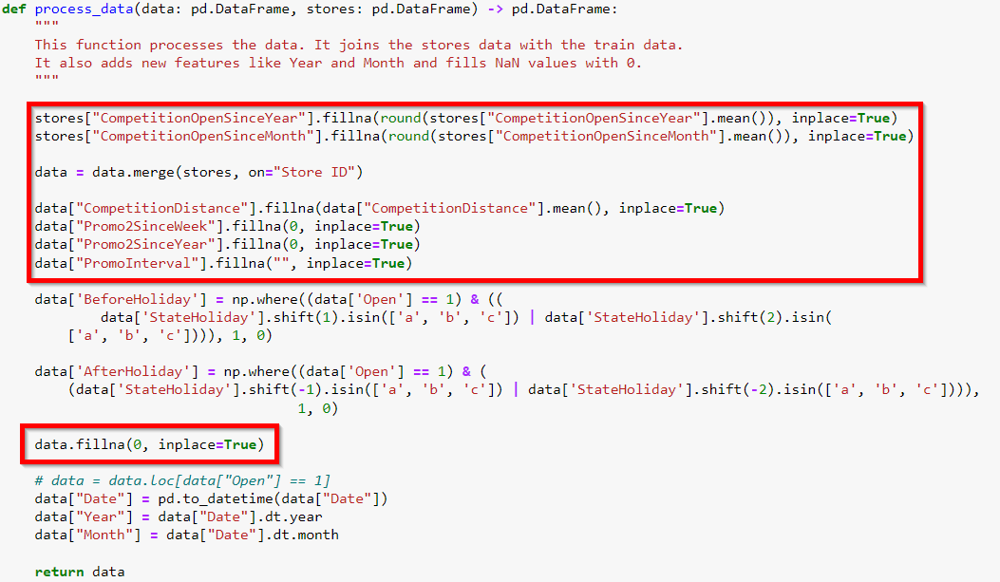 def process_data(data: pd.DataFrame, stores: pd.DataFrame) -> pd.DataFrame:
    """
    This function processes the data. It joins the stores data with the train data.
    It also adds new features like Year and Month and fills NaN values with 0.
    """
    stores["CompetitionOpenSinceYear"].fillna(round(stores["CompetitionOpenSinceYear"].mean()), inplace=True)
    stores["CompetitionOpenSinceMonth"].fillna(round(stores["CompetitionOpenSinceMonth"].mean()), inplace=True)
    data = data.merge(stores, on="Store ID")
    data["CompetitionDistance"].fillna(data["CompetitionDistance"].mean(), inplace=True)
    data["Promo2SinceWeek"].fillna(0, inplace=True)
    data["Promo2SinceYear"].fillna(0, inplace=True)
    data["PromoInterval"].fillna("", inplace=True)
    data['BeforeHoliday'] = np.where((data['Open'] == 1) & ((
            data['StateHoliday'].shift(1).isin(['a', 'b', 'c']) | data['StateHoliday'].shift(2).isin(
        ['a', 'b', 'c']))), 1, 0)
    data['AfterHoliday'] = np.where((data['Open'] == 1) & (
        (data['StateHoliday'].shift(-1).isin(['a', 'b', 'c']) | data['StateHoliday'].shift(-2).isin(['a', 'b', 'c']))),
                                    1, 0)
    data.fillna(0, inplace=True)
    # data = data.loc[data["Open"] == 1]
    data["Date"] = pd.to_datetime(data["Date"])
    data["Year"] = data["Date"].dt.year
    data["Month"] = data["Date"].dt.month
    return data